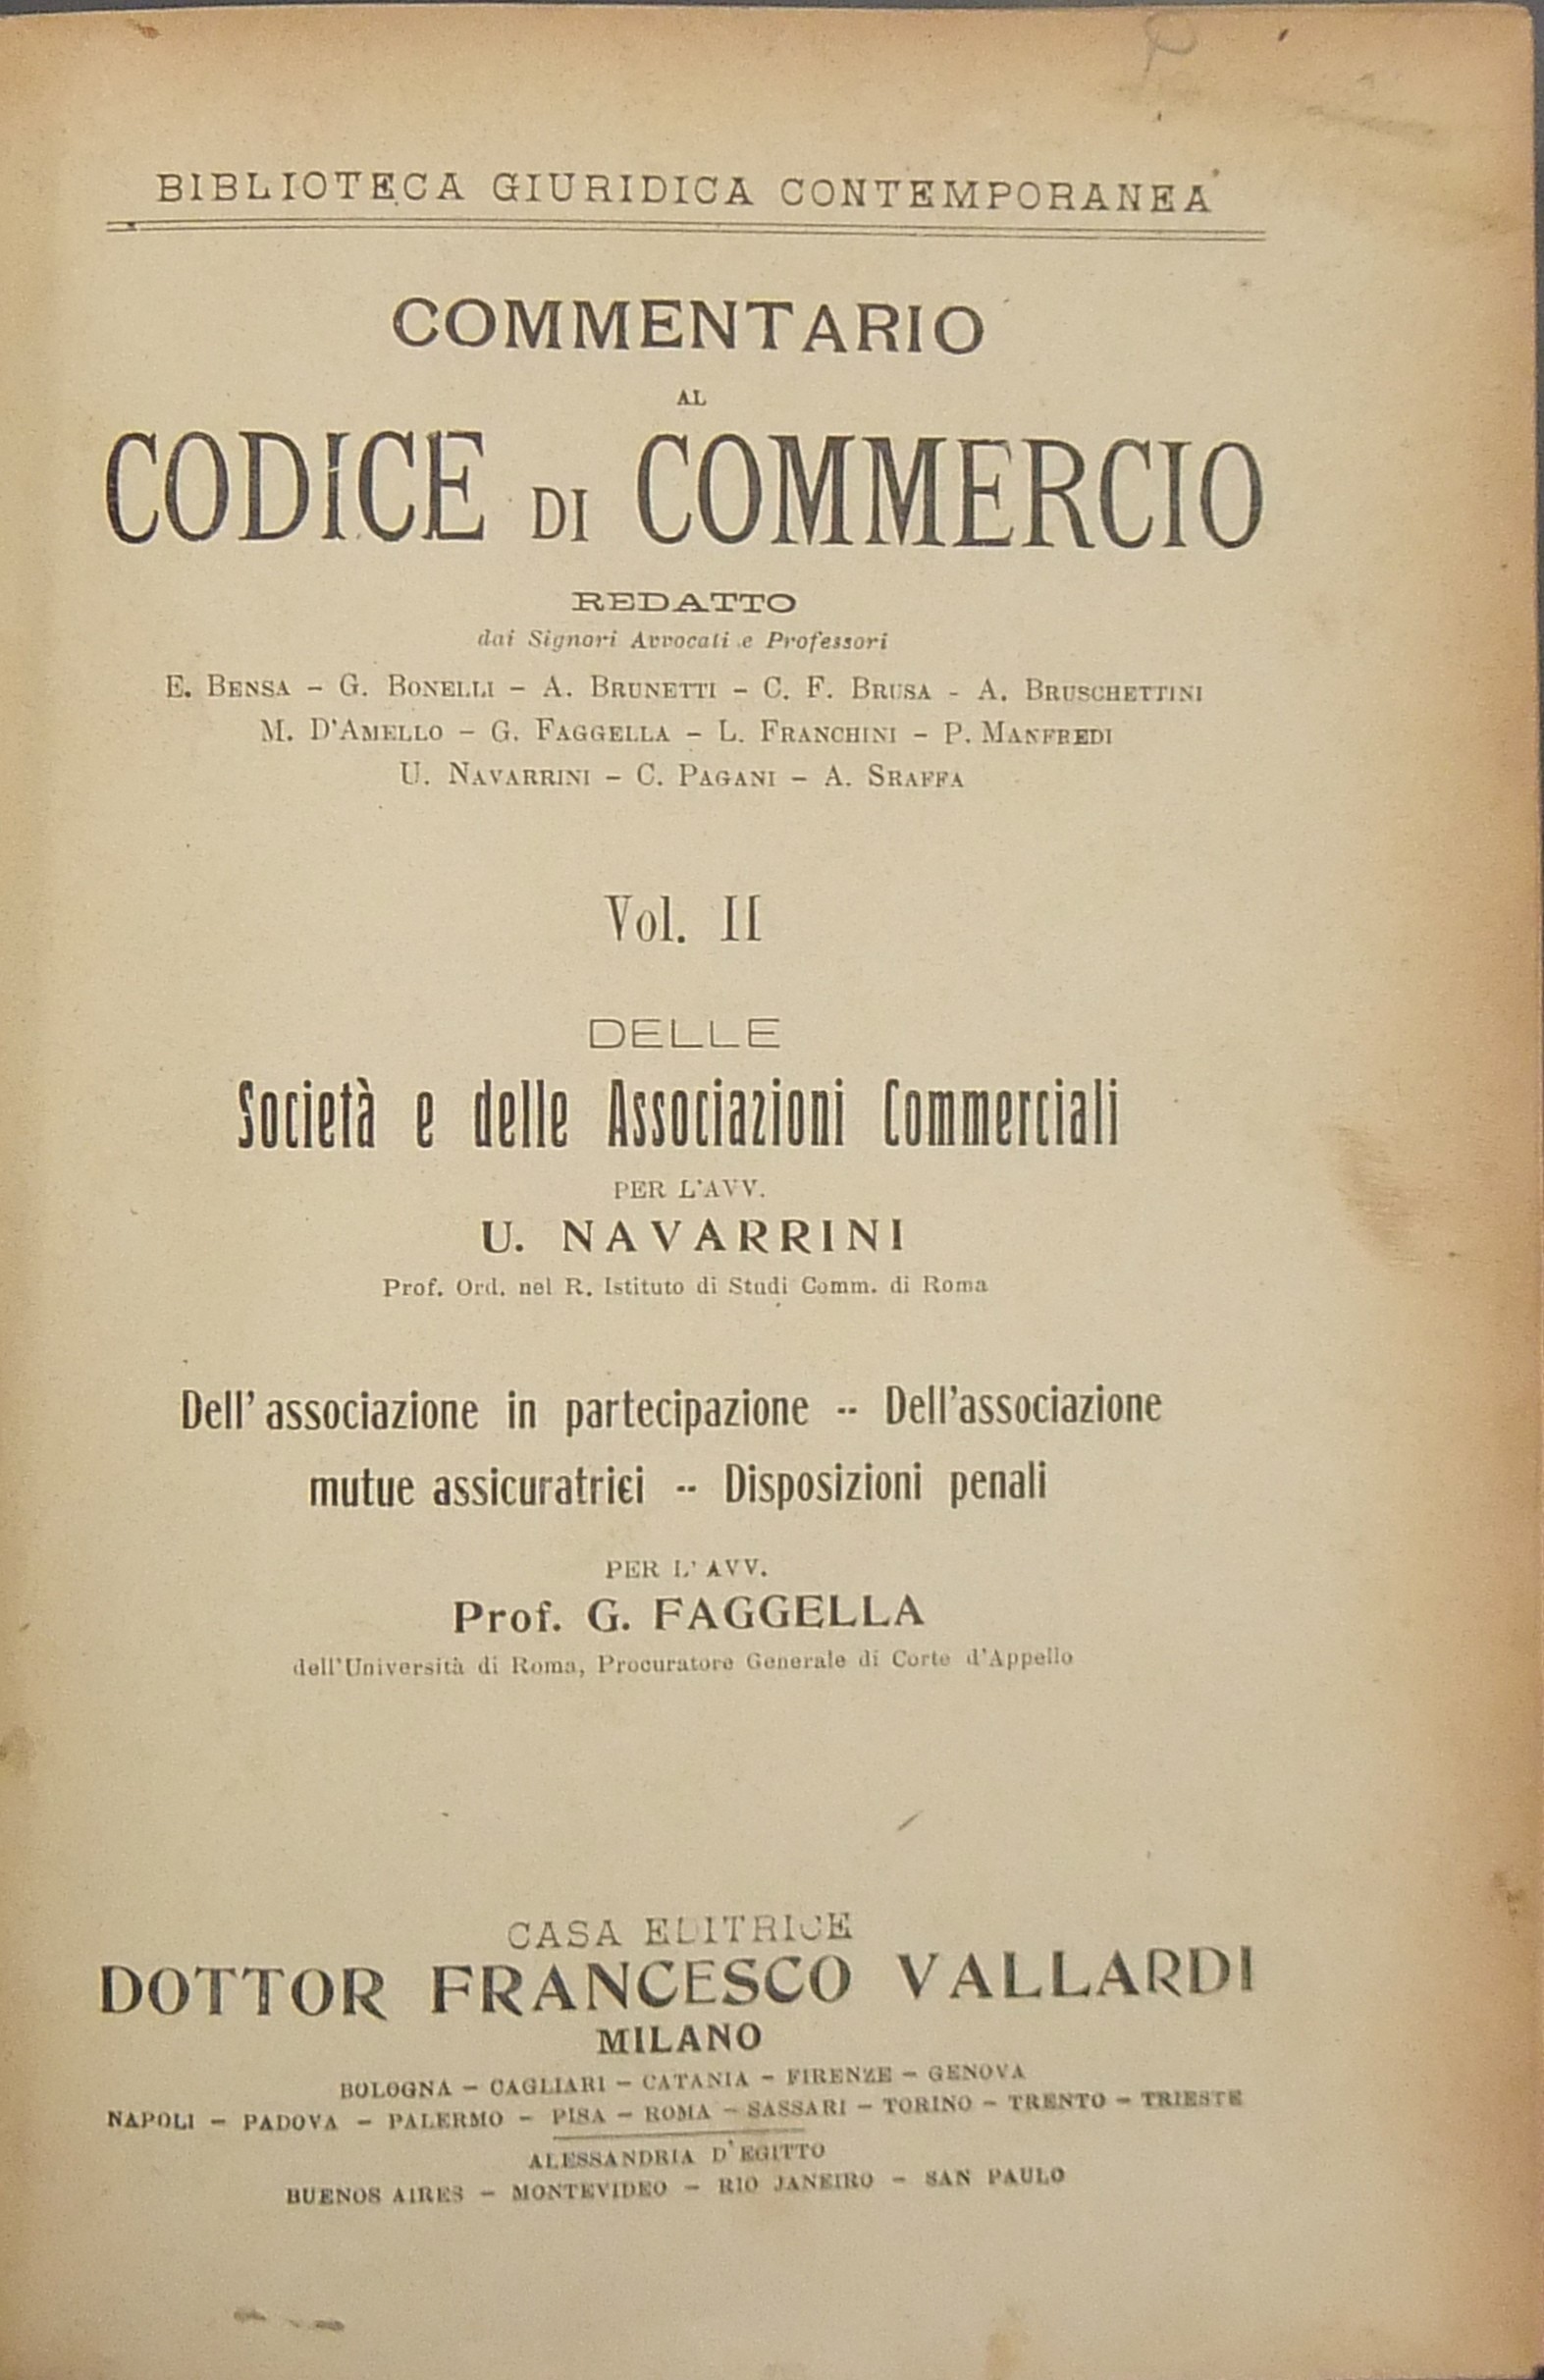 BIBLIOTECA GIURIDICA CONTEMPORANEA
COMMENTARIO
AL
CODICE DI COMMERCIO
REDATTO
dai Signori Avvocati e Professori
E. BENSA – G. BONELLI – A. BRUNETTI – C. F. BRUSA - A. BRUSCHETTINI
M. D'AMELLO – G. FAGGELLA – L. FRANCHINI – P. MANFREDI
U. NAVARRINI – C. PAGANI – A. SRAFFA
Vol. II
DELLE
Società e delle Associazioni Commerciali
PER L'AVV.
U. NAVARRINI
Prof. Ord. nel R. Istituto di Studi Comm. di Roma
Dell' associazione in partecipazione -- Dell'associazione
mutue assicuratrici -- Disposizioni penali
PER L' AVV.
Prof. G. FAGGELLA
dell'Università di Roma, Procuratore Generale di Corte d'Appello
CASA EDITRICE
DOTTOR FRANCESCO VALLARDI
MILANO
BOLOGNA – CAGLIARI – CATANIA – FIRENZE – GENOVA
NAPOLI – PADOVA – PALERMO – PISA – ROMA – SASSARI – TORINO – TRENTO – TRIESTE
ALESSANDRIA D'EGITTO
BUENOS AIRES – MONTEVIDEO – RIO JANEIRO – SAN PAULO